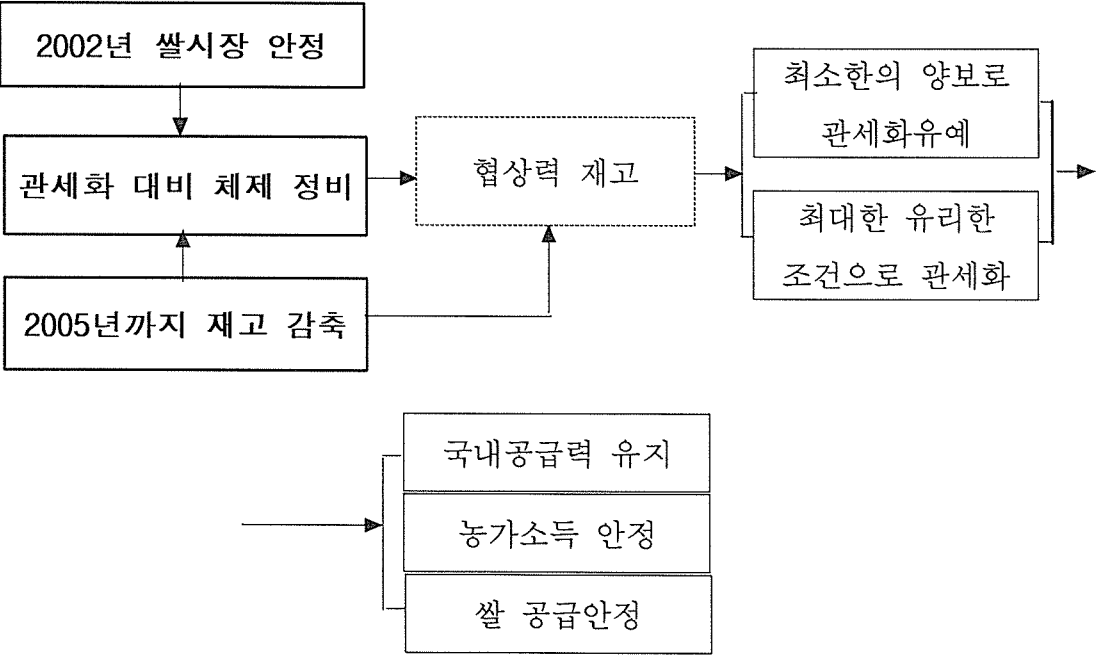 2002년 쌀시장 안정
관세화 대비 체제 정비
2005년까지 재고 감축
협상력 재고
최소한의 양보로
관세화유예
최대한 유리한
조건으로 관세화
국내공급력 유지
농가소득 안정
쌀 공급안정